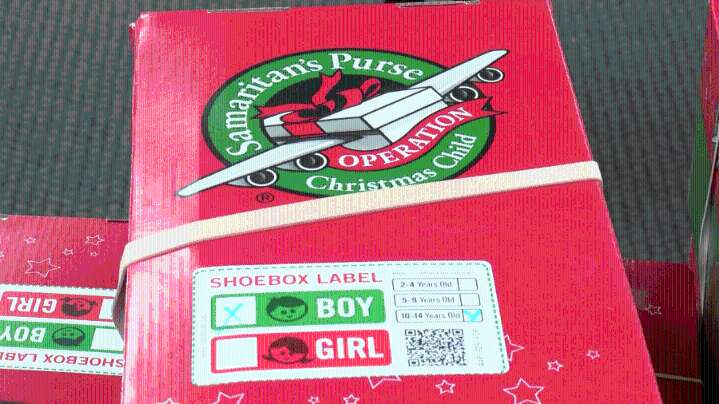 Samaritan's Purse
OPERATION
Christmas Child
®
SHOEBOX LABEL
BOY
GIRL
2-4 Years Old
5-9 Years Old
10-14 Years Old
GIRL
BOY
SHOEBOX LAB